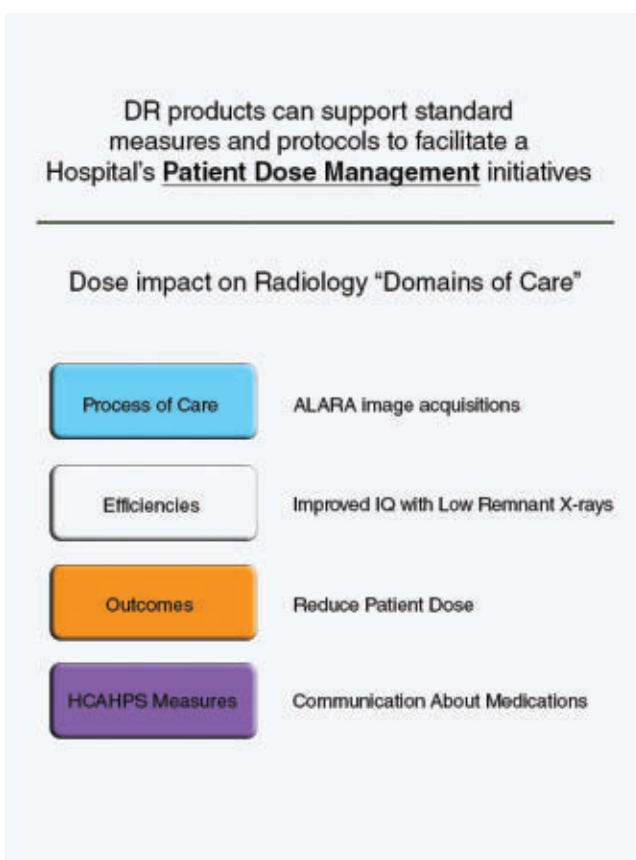 DR products can support standard
measures and protocols to facilitate a
Hospital's Patient Dose Management initiatives
Dose impact on Radiology “Domains of Care”
Process of Care ALARA image acquisitions
Efficiencies Improved IQ with Low Remnant X-rays
Outcomes Reduce Patient Dose
HCAHPS Measures Communication About Medications